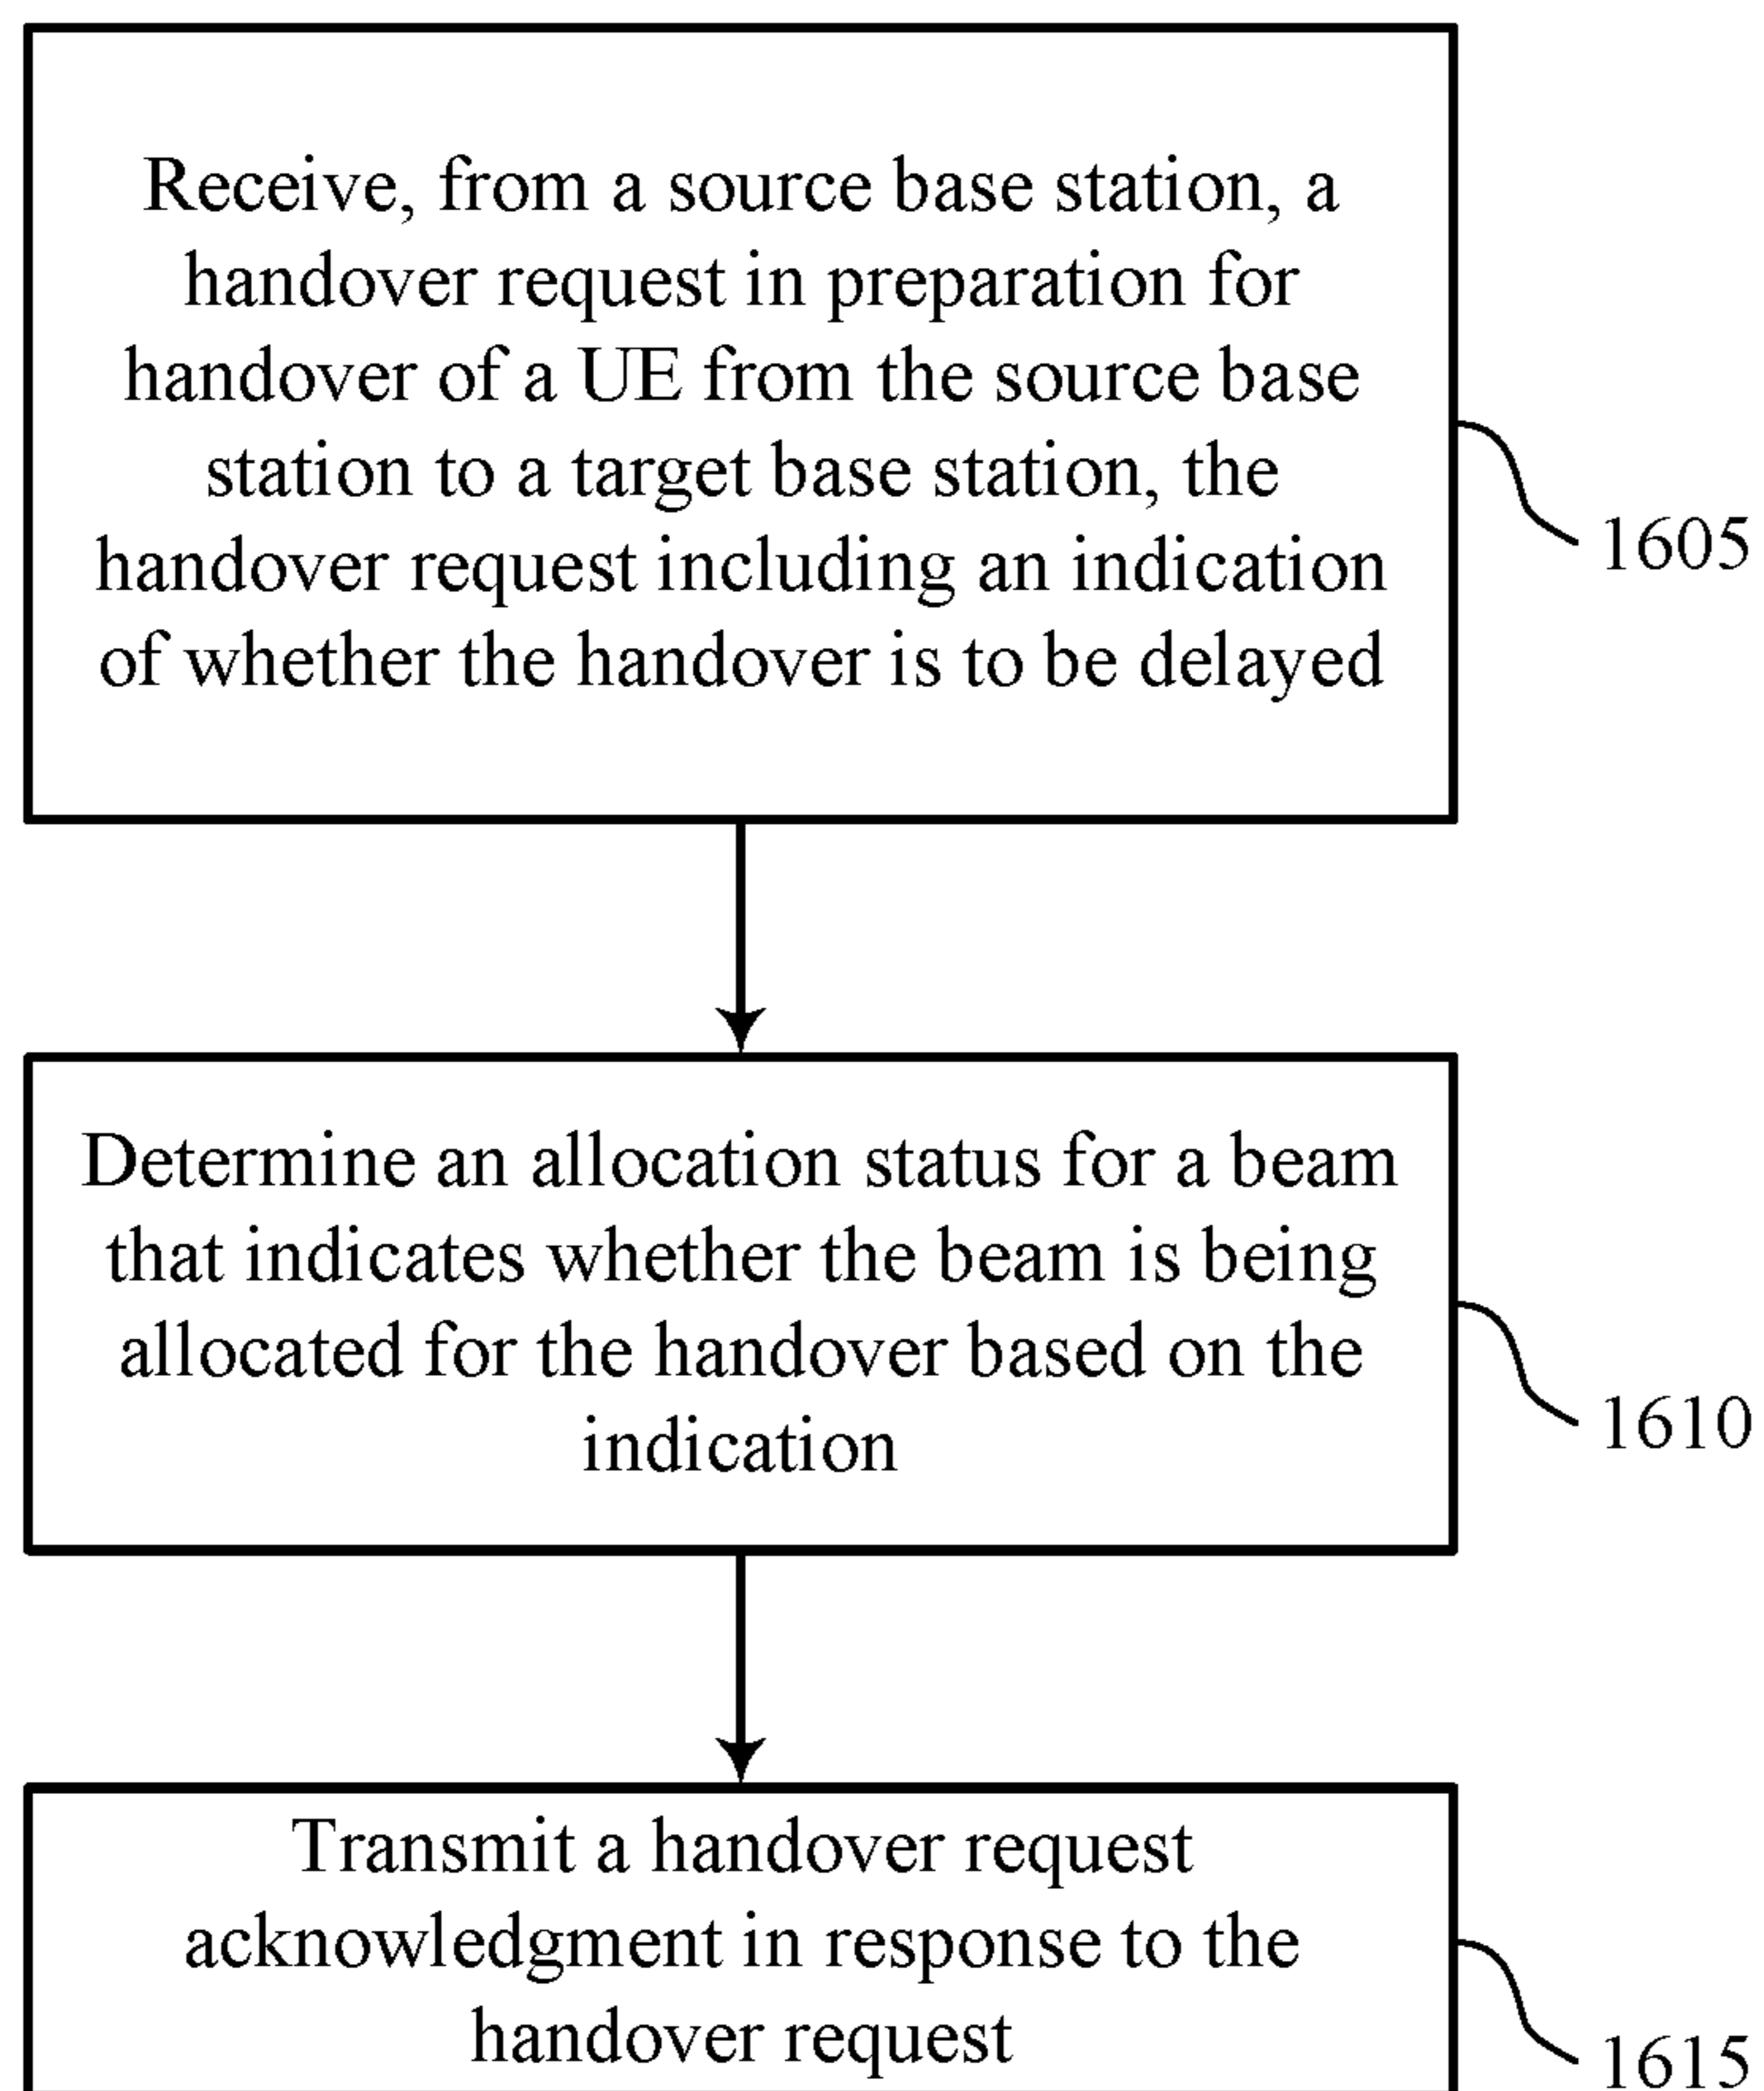 Receive, from a source base station, a
handover request in preparation for
handover of a UE from the source base
station to a target base station, the
handover request including an indication
of whether the handover is to be delayed
1605
Determine an allocation status for a beam
that indicates whether the beam is being
allocated for the handover based on the
indication
1610
Transmit a handover request
acknowledgment in response to the
handover request
1615